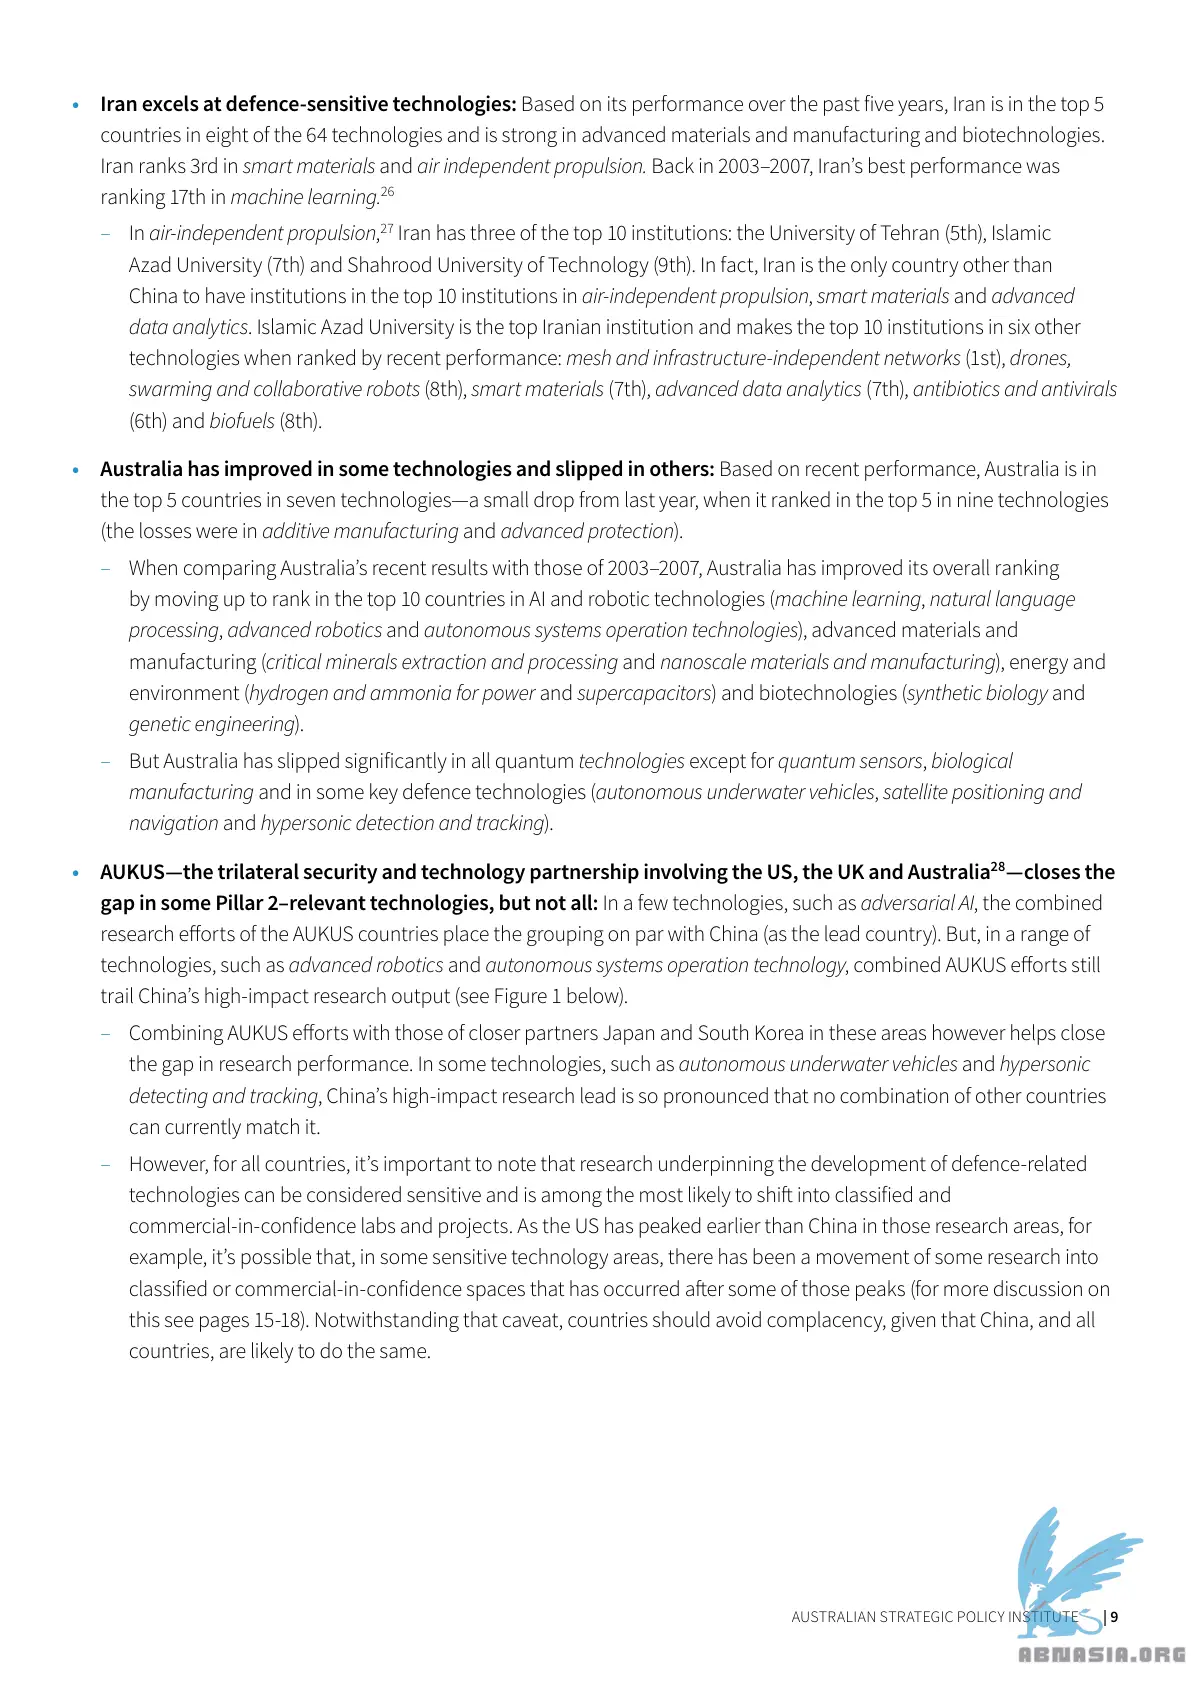 • Iran excels at defence-sensitive technologies: Based on its performance over the past five years, Iran is in the top 5
countries in eight of the 64 technologies and is strong in advanced materials and manufacturing and biotechnologies.
Iran ranks 3rd in smart materials and air independent propulsion. Back in 2003–2007, Iran’s best performance was
ranking 17th in machine learning.26
– In air-independent propulsion,27 Iran has three of the top 10 institutions: the University of Tehran (5th), Islamic
Azad University (7th) and Shahrood University of Technology (9th). In fact, Iran is the only country other than
China to have institutions in the top 10 institutions in air-independent propulsion, smart materials and advanced
data analytics. Islamic Azad University is the top Iranian institution and makes the top 10 institutions in six other
technologies when ranked by recent performance: mesh and infrastructure-independent networks (1st), drones,
swarming and collaborative robots (8th), smart materials (7th), advanced data analytics (7th), antibiotics and antivirals
(6th) and biofuels (8th).
• Australia has improved in some technologies and slipped in others: Based on recent performance, Australia is in
the top 5 countries in seven technologies—a small drop from last year, when it ranked in the top 5 in nine technologies
(the losses were in additive manufacturing and advanced protection).
– When comparing Australia’s recent results with those of 2003–2007, Australia has improved its overall ranking
by moving up to rank in the top 10 countries in AI and robotic technologies (machine learning, natural language
processing, advanced robotics and autonomous systems operation technologies), advanced materials and
manufacturing (critical minerals extraction and processing and nanoscale materials and manufacturing), energy and
environment (hydrogen and ammonia for power and supercapacitors) and biotechnologies (synthetic biology and
genetic engineering).
– But Australia has slipped significantly in all quantum technologies except for quantum sensors, biological
manufacturing and in some key defence technologies (autonomous underwater vehicles, satellite positioning and
navigation and hypersonic detection and tracking).
• AUKUS—the trilateral security and technology partnership involving the US, the UK and Australia28—closes the
gap in some Pillar 2–relevant technologies, but not all: In a few technologies, such as adversarial AI, the combined
research efforts of the AUKUS countries place the grouping on par with China (as the lead country). But, in a range of
technologies, such as advanced robotics and autonomous systems operation technology, combined AUKUS efforts still
trail China’s high-impact research output (see Figure 1 below).
– Combining AUKUS efforts with those of closer partners Japan and South Korea in these areas however helps close
the gap in research performance. In some technologies, such as autonomous underwater vehicles and hypersonic
detecting and tracking, China’s high-impact research lead is so pronounced that no combination of other countries
can currently match it.
– However, for all countries, it’s important to note that research underpinning the development of defence-related
technologies can be considered sensitive and is among the most likely to shift into classified and
commercial-in-confidence labs and projects. As the US has peaked earlier than China in those research areas, for
example, it’s possible that, in some sensitive technology areas, there has been a movement of some research into
classified or commercial-in-confidence spaces that has occurred after some of those peaks (for more discussion on
this see pages 15-18). Notwithstanding that caveat, countries should avoid complacency, given that China, and all
countries, are likely to do the same.
AUSTRALIAN STRATEGIC POLICY INSTITUTE | 9
ABNASIA.ORG